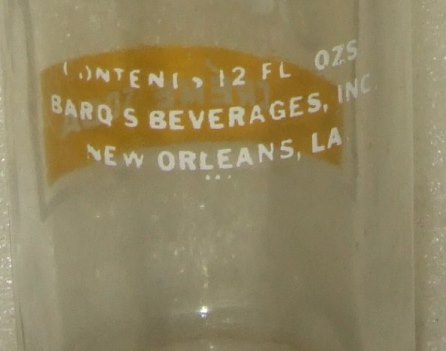 CONTENTS 12 FL OZS
BARQ'S BEVERAGES, INC
NEW ORLEANS, LA